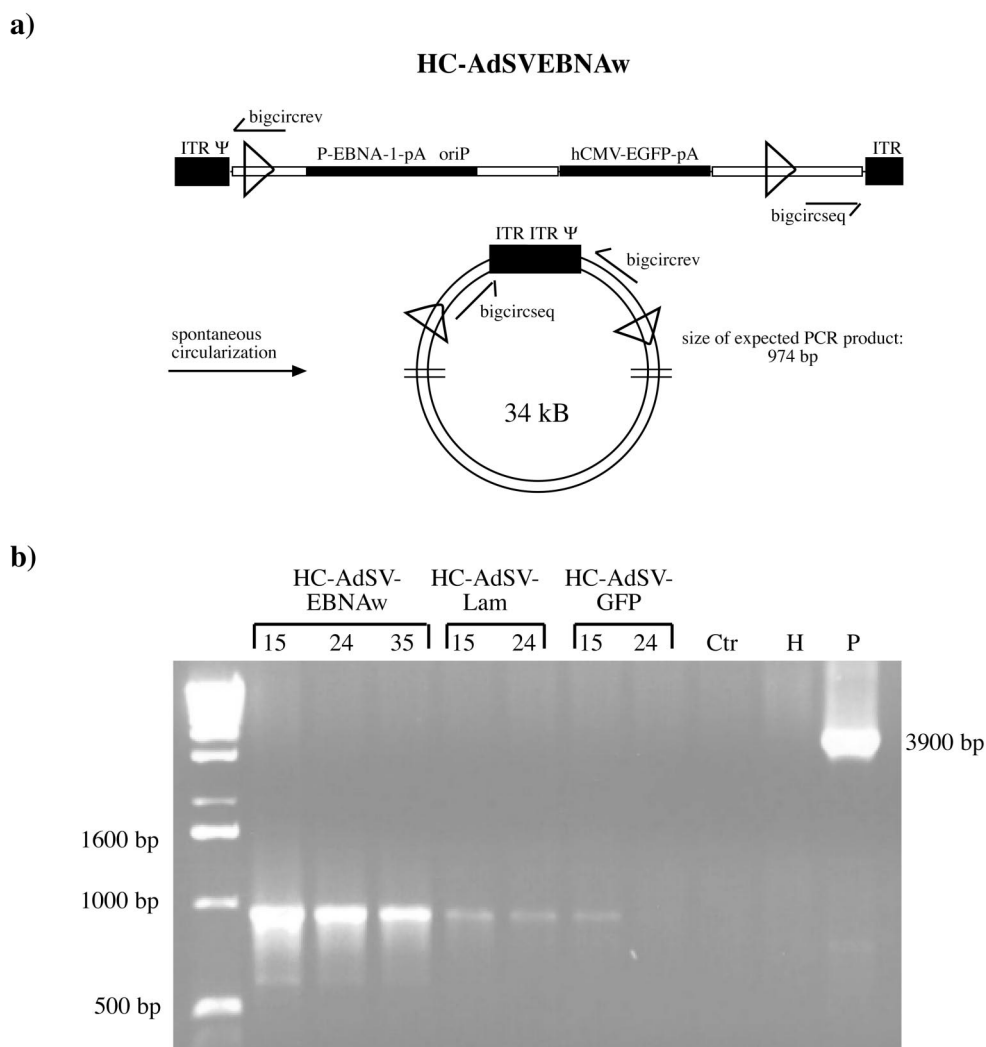 a)
HC-AdSVEBNAw
bigcircrev
ITR Ψ
P-EBNA-1-pA oriP
hCMV-EGFP-pA
ITR
bigcircseq
ITR ITR Ψ
bigcircrev
bigcircseq
spontaneous
circularization
size of expected PCR product:
974 bp
34 kB
b)
HC-AdSV-
EBNAw
HC-AdSV-
Lam
HC-AdSV-
GFP
15 24 35 15 24 15 24 Ctr H P
3900 bp
1600 bp
1000 bp
500 bp